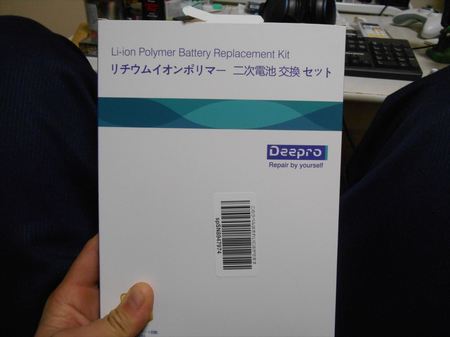 Li-ion Polymer Battery Replacement Kit
リチウムイオンポリマー 二次電池 交換 セット
Deepro
Repair by yourself